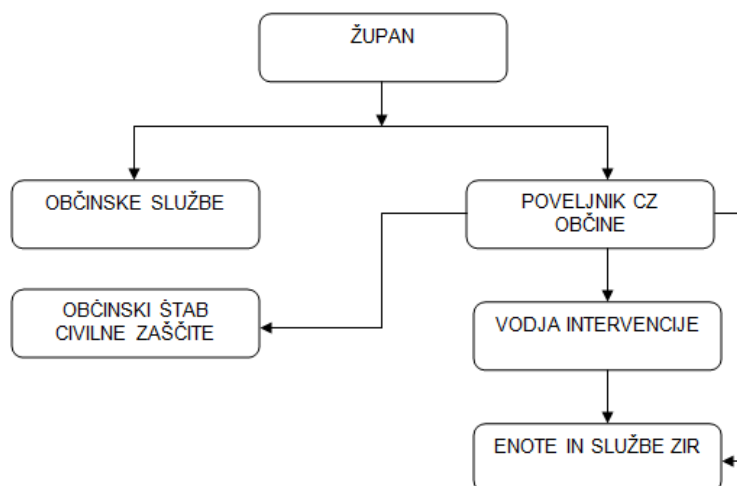 ŽUPAN
OBČINSKE SLUŽBE
POVELJNIK CZ
OBČINE
OBČINSKI ŠTAB
CIVILNE ZAŠČITE
VODJA INTERVENCIJE
ENOTE IN SLUŽBE ZIR